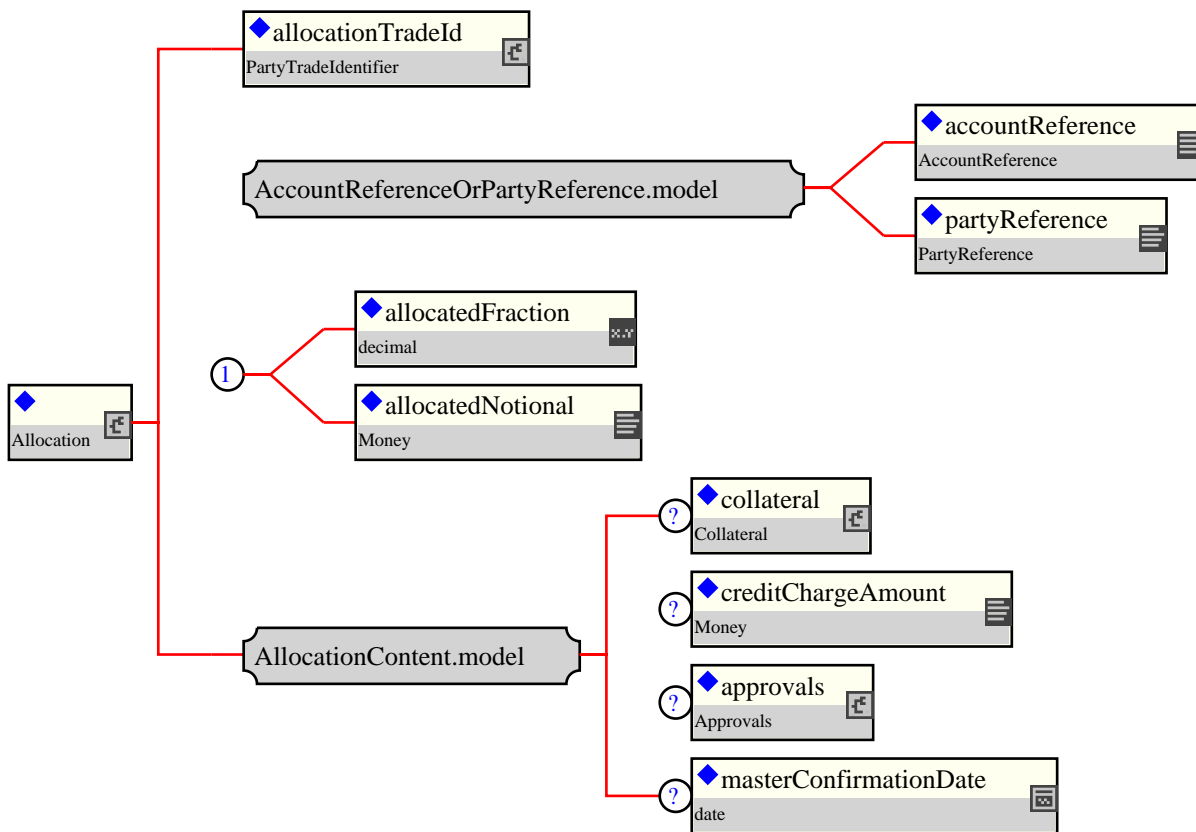 allocationTradeId
PartyTradeIdentifier
AccountReferenceOrPartyReference.model
accountReference
AccountReference
partyReference
PartyReference
1
allocatedFraction
decimal
x.y
allocatedNotional
Money
Allocation
AllocationContent.model
?
collateral
Collateral
?
creditChargeAmount
Money
?
approvals
Approvals
?
masterConfirmationDate
date